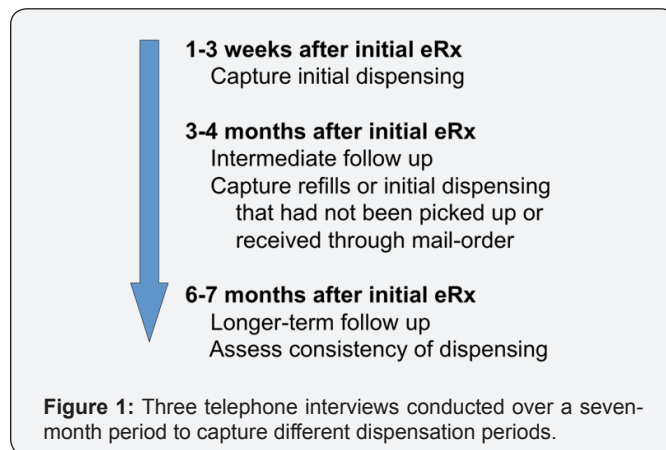 1-3 weeks after initial eRx
Capture initial dispensing
3-4 months after initial eRx
Intermediate follow up
Capture refills or initial dispensing
that had not been picked up or
received through mail-order
6-7 months after initial eRx
Longer-term follow up
Assess consistency of dispensing
Figure 1: Three telephone interviews conducted over a seven-
month period to capture different dispensation periods.